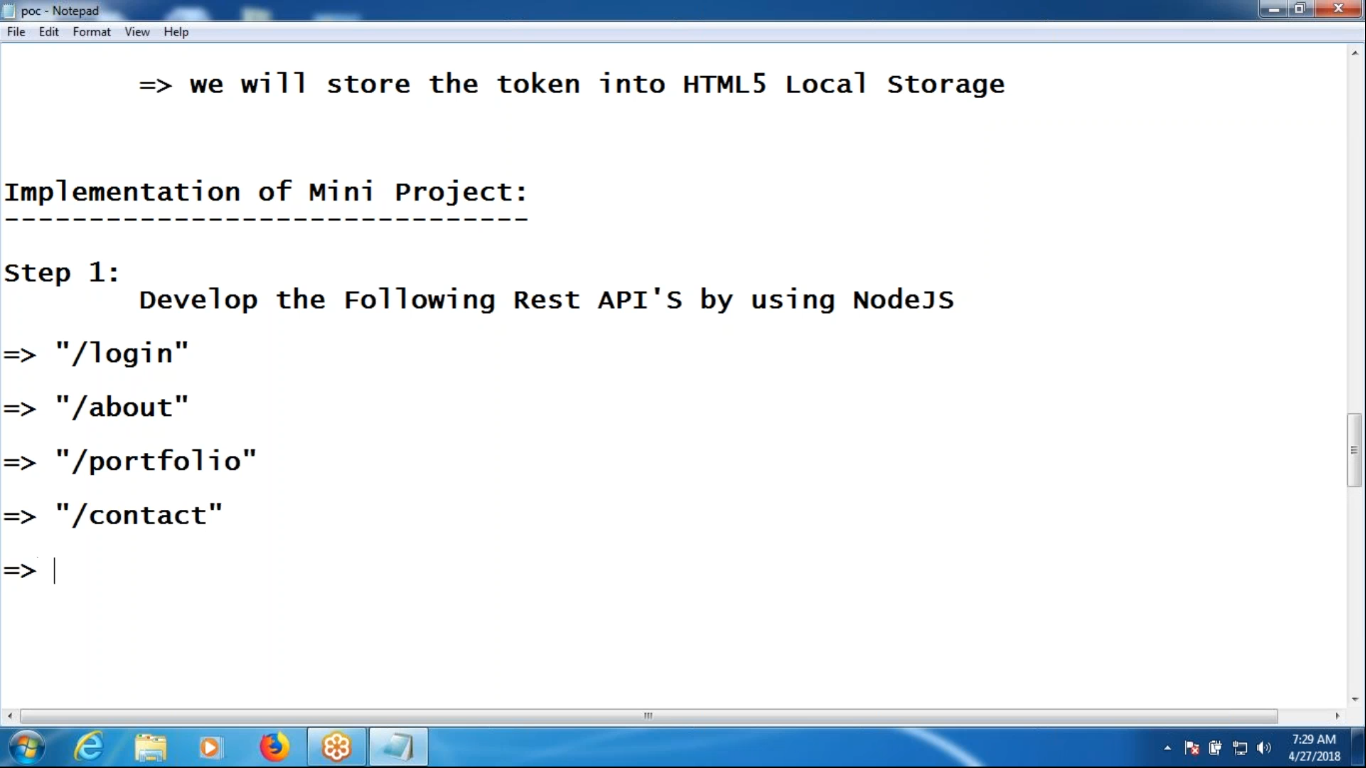 poc - Notepad
File Edit Format View Help
=> we will store the token into HTML5 Local Storage
Implementation of Mini Project:
-------------------------------
Step 1:
Develop the Following Rest API'S by using NodeJS
=> "/login"
=> "/about"
=> "/portfolio"
=> "/contact"
=>
7:29 AM
4/27/2018